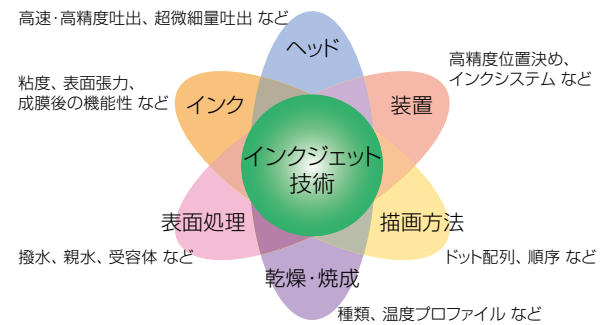 高速・高精度吐出、超微細量吐出 など
ヘッド
高精度位置決め、
インクシステム など
粘度、表面張力、
成膜後の機能性 など
インク
装置
インクジェット
技術
表面処理
描画方法
撥水、親水、受容体 など
ドット配列、順序 など
乾燥・焼成
種類、温度プロファイル など